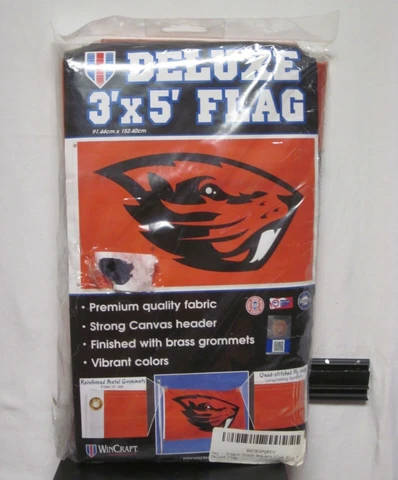 DELUXE
3'x5' FLAG
91.44cm x 152.40cm
• Premium quality fabric
• Strong Canvas header
• Finished with brass grommets
• Vibrant colors
Reinforced Metal Grommets
Quad-stitched fly
WINCRAFT